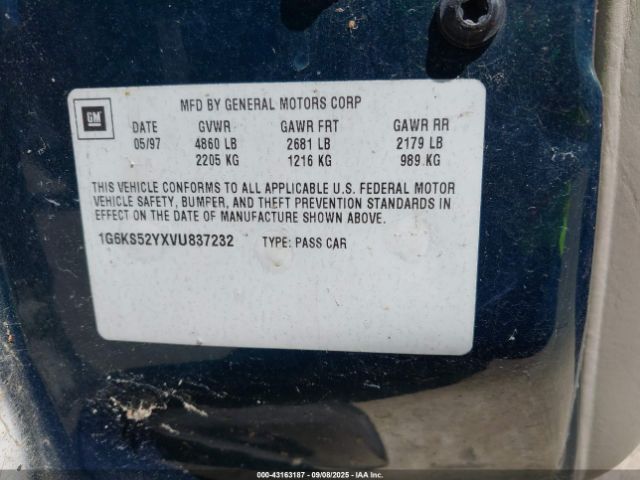 GM
MFD BY GENERAL MOTORS CORP
DATE GVWR GAWR FRT GAWR RR
05/97 4860 LB 2681 LB 2179 LB
2205 KG 1216 KG 989 KG
THIS VEHICLE CONFORMS TO ALL APPLICABLE U.S. FEDERAL MOTOR
VEHICLE SAFETY, BUMPER, AND THEFT PREVENTION STANDARDS IN
EFFECT ON THE DATE OF MANUFACTURE SHOWN ABOVE.
1G6KS52YXVU837232 TYPE: PASS CAR
000-43163187 - 09/08/2025 - IAAI.COM